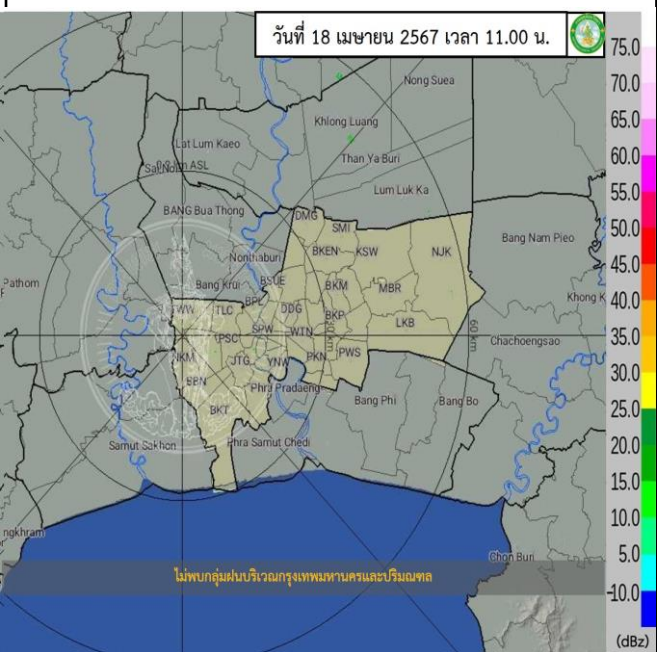 วันที่ 18 เมษายน 2567 เวลา 11.00 น.
75.0
Nong Suea
70.0
Khlong Luang
65.0
Lat Lum Kaeo
Than Ya Buri
60.0
km ASL
Lum Luk Ka
55.0
BANG Bua Thong
DMG
SMI
50.0
Bang Nam Pieo
BKEN
KSW
NJK
Nonthaburi
45.0
Pathom
Bang Krui
BSUE
BKM
MBR
Khong K
BPL
40.0
TWW
TLC
DDG
BKP
LKB
PSC
SPW
WTN
35.0
60 km
Chachoengsao
NKM
JTG
YNW
PKN
PWS
30.0
BBN
Phra Pradaeng
Bang Phi
Bang Bo
BKT
25.0
Samut Sakhon
Phra Samut Chedi
20.0
15.0
10.0
ngkhram
Chon Buri
5.0
ไม่พบกลุ่มฝนบริเวณกรุงเทพมหานครและปริมณฑล
-10.0
(dBz)